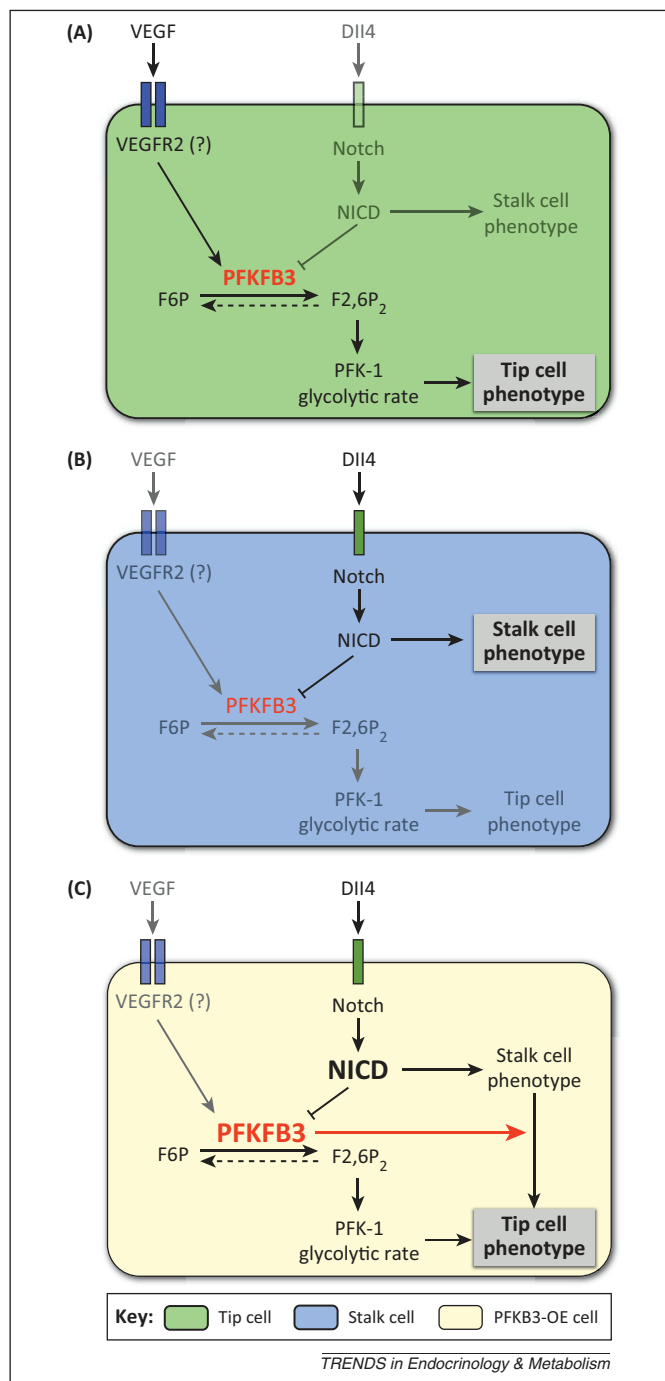 (A)
VEGF
Dll4
VEGFR2 (?)
Notch
NICD
Stalk cell
phenotype
PFKFB3
F6P
F2,6P2
PFK-1
glycolytic rate
Tip cell
phenotype
(B)
VEGF
Dll4
VEGFR2 (?)
Notch
NICD
Stalk cell
phenotype
PFKFB3
F6P
F2,6P2
PFK-1
glycolytic rate
Tip cell
phenotype
(C)
VEGF
Dll4
VEGFR2 (?)
Notch
NICD
Stalk cell
phenotype
PFKFB3
F6P
F2,6P2
PFK-1
glycolytic rate
Tip cell
phenotype
Key: Tip cell Stalk cell PFKB3-OE cell
TRENDS in Endocrinology & Metabolism